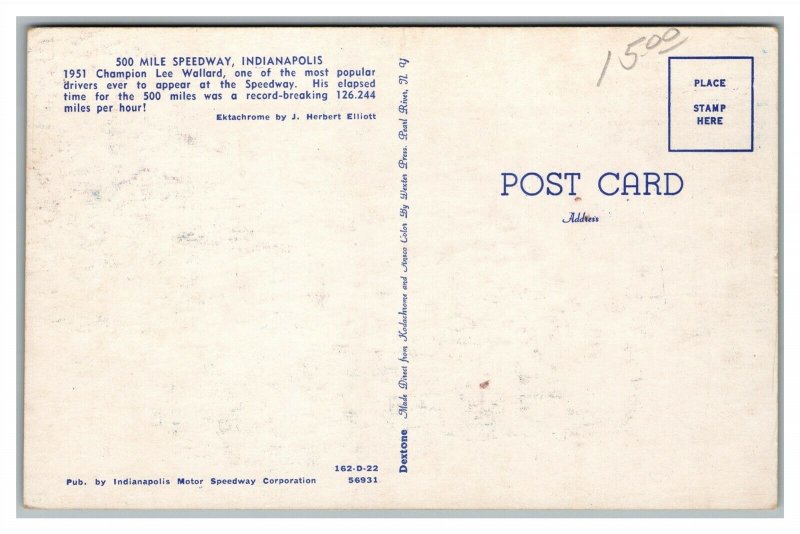 500 MILE SPEEDWAY, INDIANAPOLIS
1951 Champion Lee Wallard, one of the most popular
drivers ever to appear at the Speedway. His elapsed
time for the 500 miles was a record-breaking 126.244
miles per hour!
Ektachrome by J. Herbert Elliott
162-D-22
Pub. by Indianapolis Motor Speedway Corporation 56931
Dextone Made Direct from Kodachrome and Ansco Color By Dexter Press, Pearl River, N Y
15.00
PLACE
STAMP
HERE
POST CARD
Address